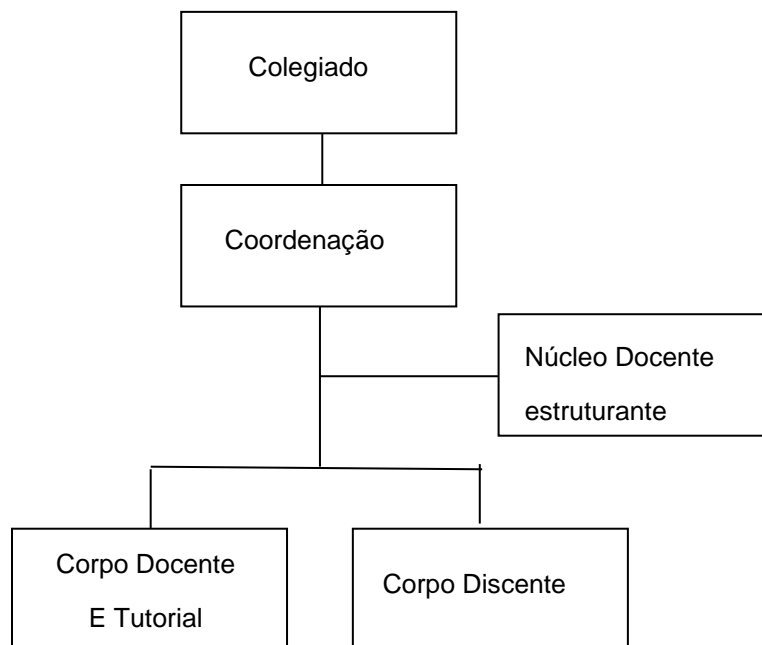 Colegiado
Coordenação
Núcleo Docente
estruturante
Corpo Docente
E Tutorial
Corpo Discente